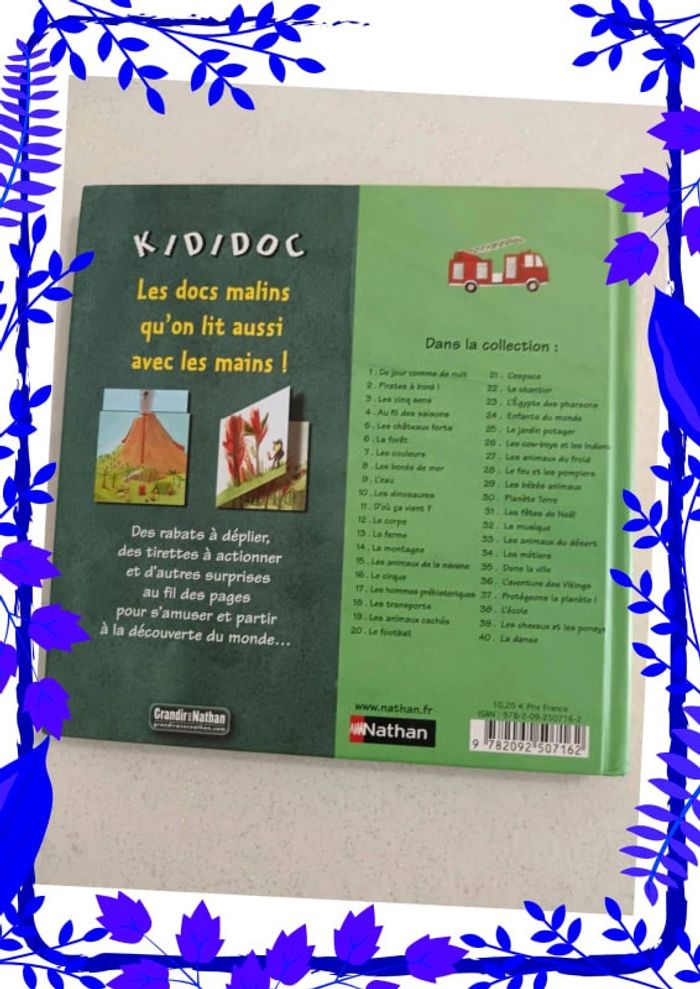 KIDIDOC
Les docs malins
qu'on lit aussi
avec les mains !
Des rabats à déplier,
des tirettes à actionner
et d'autres surprises
au fil des pages
pour s'amuser et partir
à la découverte du monde...
Grandir avec Nathan
grandiravecnathan.com
Dans la collection :
1. De jour comme de nuit
2. Pirates à bord !
3. Les cinq sens
4. Au fil des saisons
5. Les châteaux forts
6. La forêt
7. Les couleurs
8. Les bords de mer
9. L'eau
10. Les dinosaures
11. D'où ça vient ?
12. Le corps
13. La ferme
14. La montagne
15. Les animaux de la savane
16. Le cirque
17. Les hommes préhistoriques
18. Les transports
19. Les animaux cachés
20. Le football
21. L'espace
22. Le chantier
23. L'Égypte des pharaons
24. Enfants du monde
25. Le jardin potager
26. Les cow-boys et les Indiens
27. Les animaux du froid
28. Le feu et les pompiers
29. Les bébés animaux
30. Planète Terre
31. Les fêtes de Noël
32. La musique
33. Les animaux du désert
34. Les métiers
35. Dans la ville
36. L'aventure des Vikings
37. Protégeons la planète !
38. L'école
39. Les chevaux et les poneys
40. La danse
www.nathan.fr
Nathan
10,20 € Prix France
ISBN : 978-2-09-250716-2
9 782092 507162